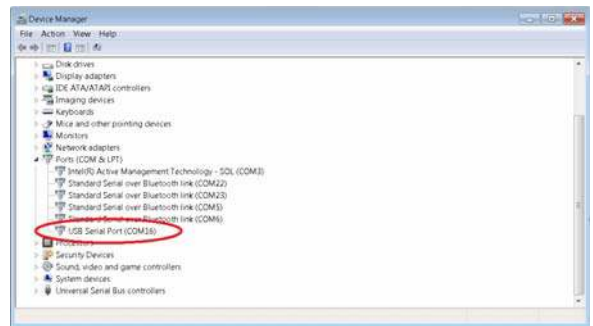 Device Manager
File Action View Help
Disk drives
Display adapters
IDE ATA/ATAPI controllers
Imaging devices
Keyboards
Mice and other pointing devices
Monitors
Network adapters
Ports (COM & LPT)
Intel(R) Active Management Technology - SOL (COM3)
Standard Serial over Bluetooth link (COM22)
Standard Serial over Bluetooth link (COM23)
Standard Serial over Bluetooth link (COM5)
Standard Serial over Bluetooth link (COM6)
USB Serial Port (COM16)
Processors
Security Devices
Sound, video and game controllers
System devices
Universal Serial Bus controllers